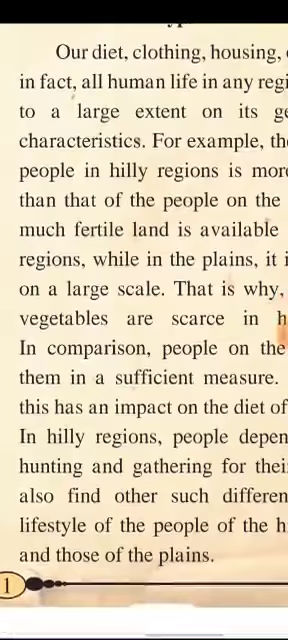 Our diet, clothing, housing,
in fact, all human life in any regi
to a large extent on its ge
characteristics. For example, th
people in hilly regions is mor
than that of the people on the
much fertile land is available
regions, while in the plains, it i
on a large scale. That is why,
vegetables are scarce in h
In comparison, people on the
them in a sufficient measure.
this has an impact on the diet of
In hilly regions, people depen
hunting and gathering for thei
also find other such differen
lifestyle of the people of the h
and those of the plains.
1